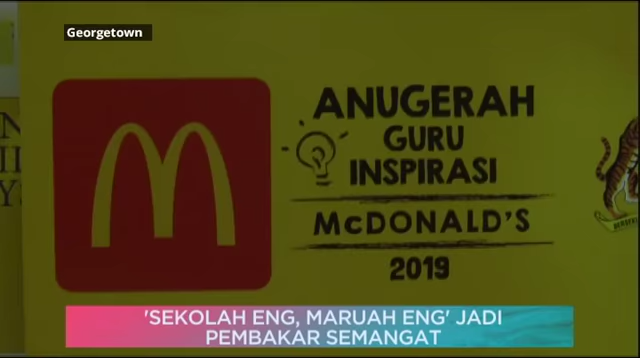 Georgetown
ANUGERAH
GURU
INSPIRASI
McDONALD'S
2019
'SEKOLAH ENG, MARUAH ENG' JADI
PEMBAKAR SEMANGAT